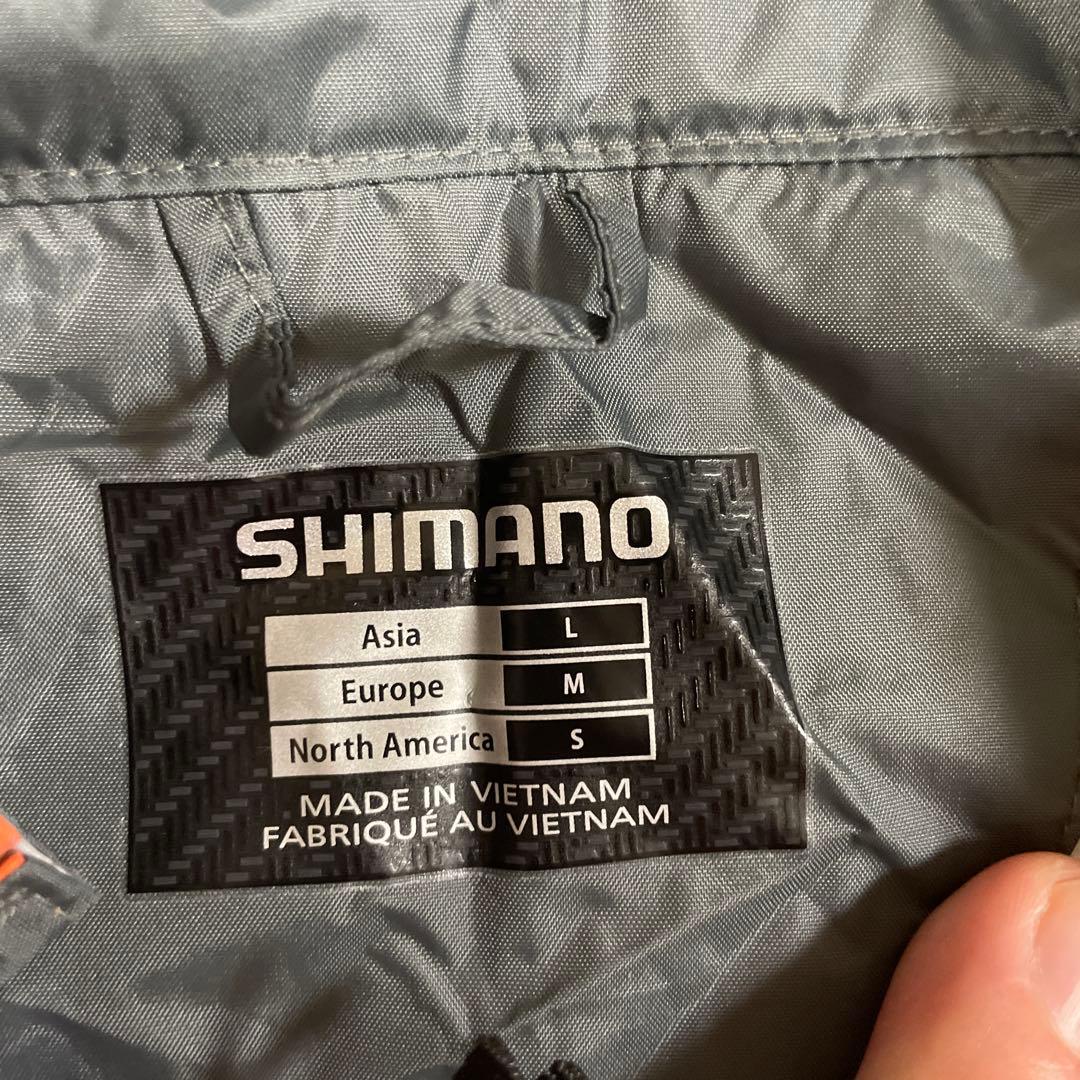 SHIMANO
Asia L
Europe M
North America S
MADE IN VIETNAM
FABRIQUÉ AU VIETNAM